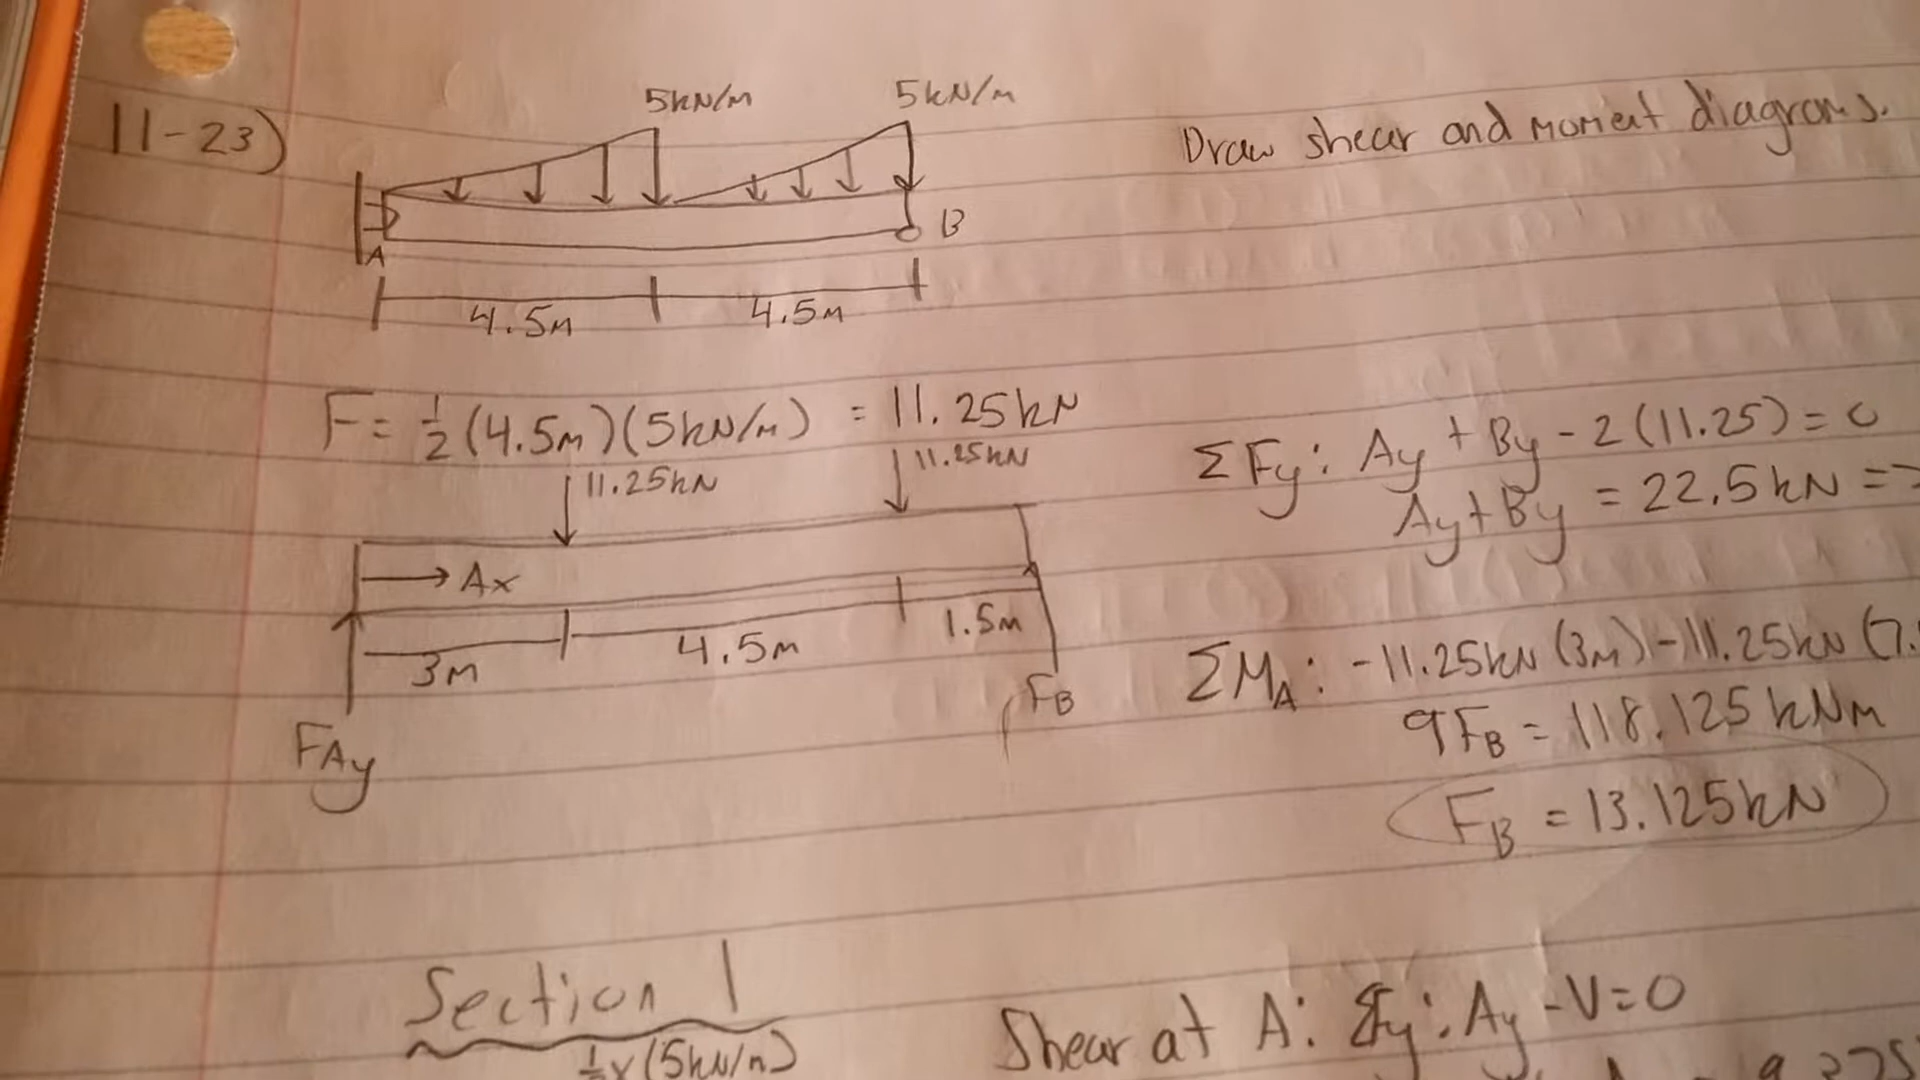 11-23)
5kN/m
5kN/m
Draw shear and moment diagrams.
A
B
4.5m
4.5m
F = 1/2 (4.5m)(5kN/m) = 11.25kN
11.25kN
11.25kN
ΣFy: Ay + By - 2(11.25) = 0
Ay + By = 22.5kN =>
Ax
3m
4.5m
1.5m
FAy
FB
ΣMA: -11.25kN (3m) - 11.25kN (7.
9FB = 118.125kNm
FB = 13.125kN
Section 1
Shear at A: ΣFy: Ay - V = 0
(5kN/m)